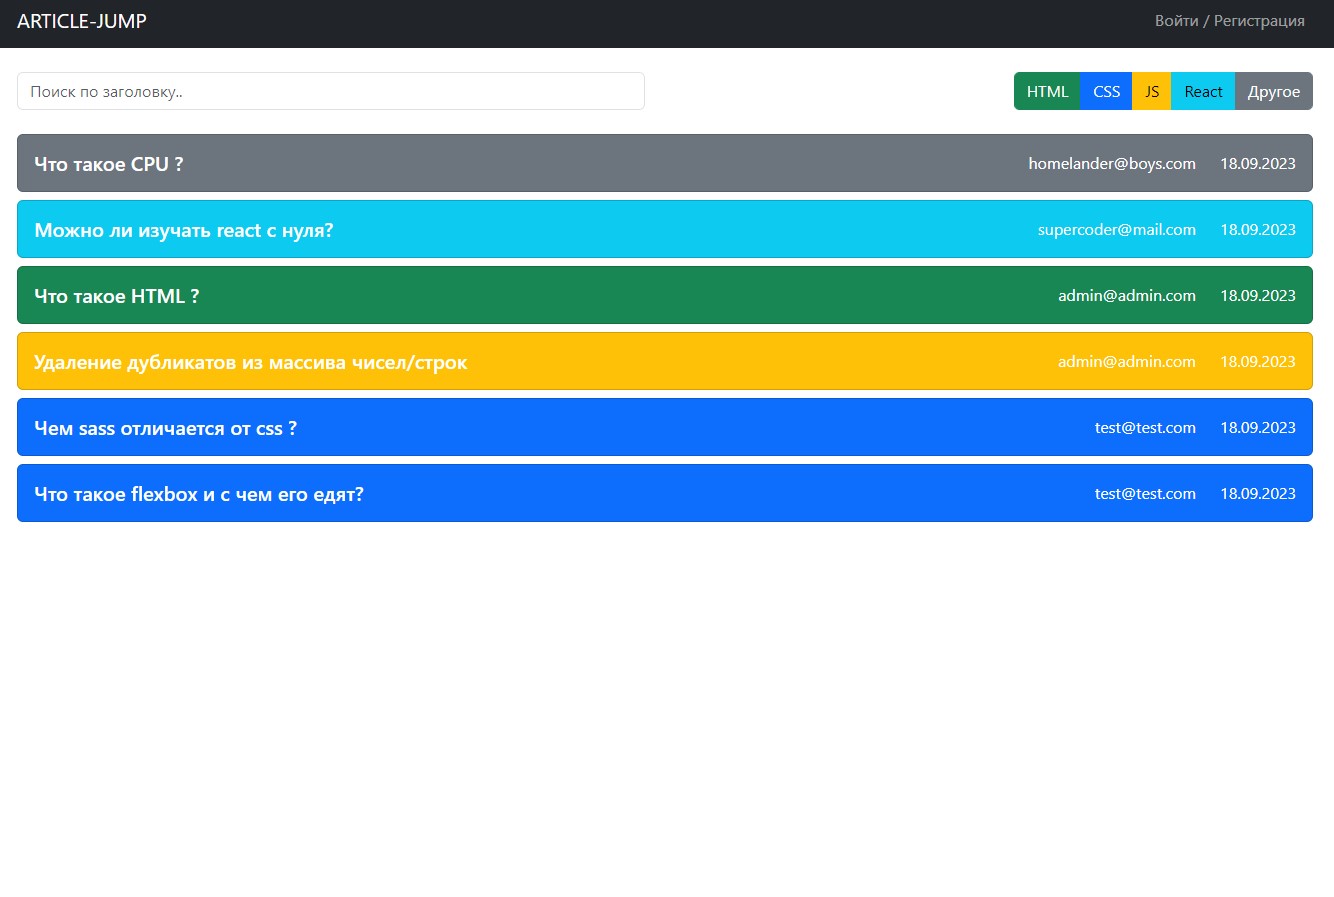 ARTICLE-JUMP Войти / Регистрация
Поиск по заголовку.. HTML CSS JS React Другое
Что такое CPU ? homelander@boys.com 18.09.2023
Можно ли изучать react с нуля? supercoder@mail.com 18.09.2023
Что такое HTML ? admin@admin.com 18.09.2023
Удаление дубликатов из массива чисел/строк admin@admin.com 18.09.2023
Чем sass отличается от css ? test@test.com 18.09.2023
Что такое flexbox и с чем его едят? test@test.com 18.09.2023